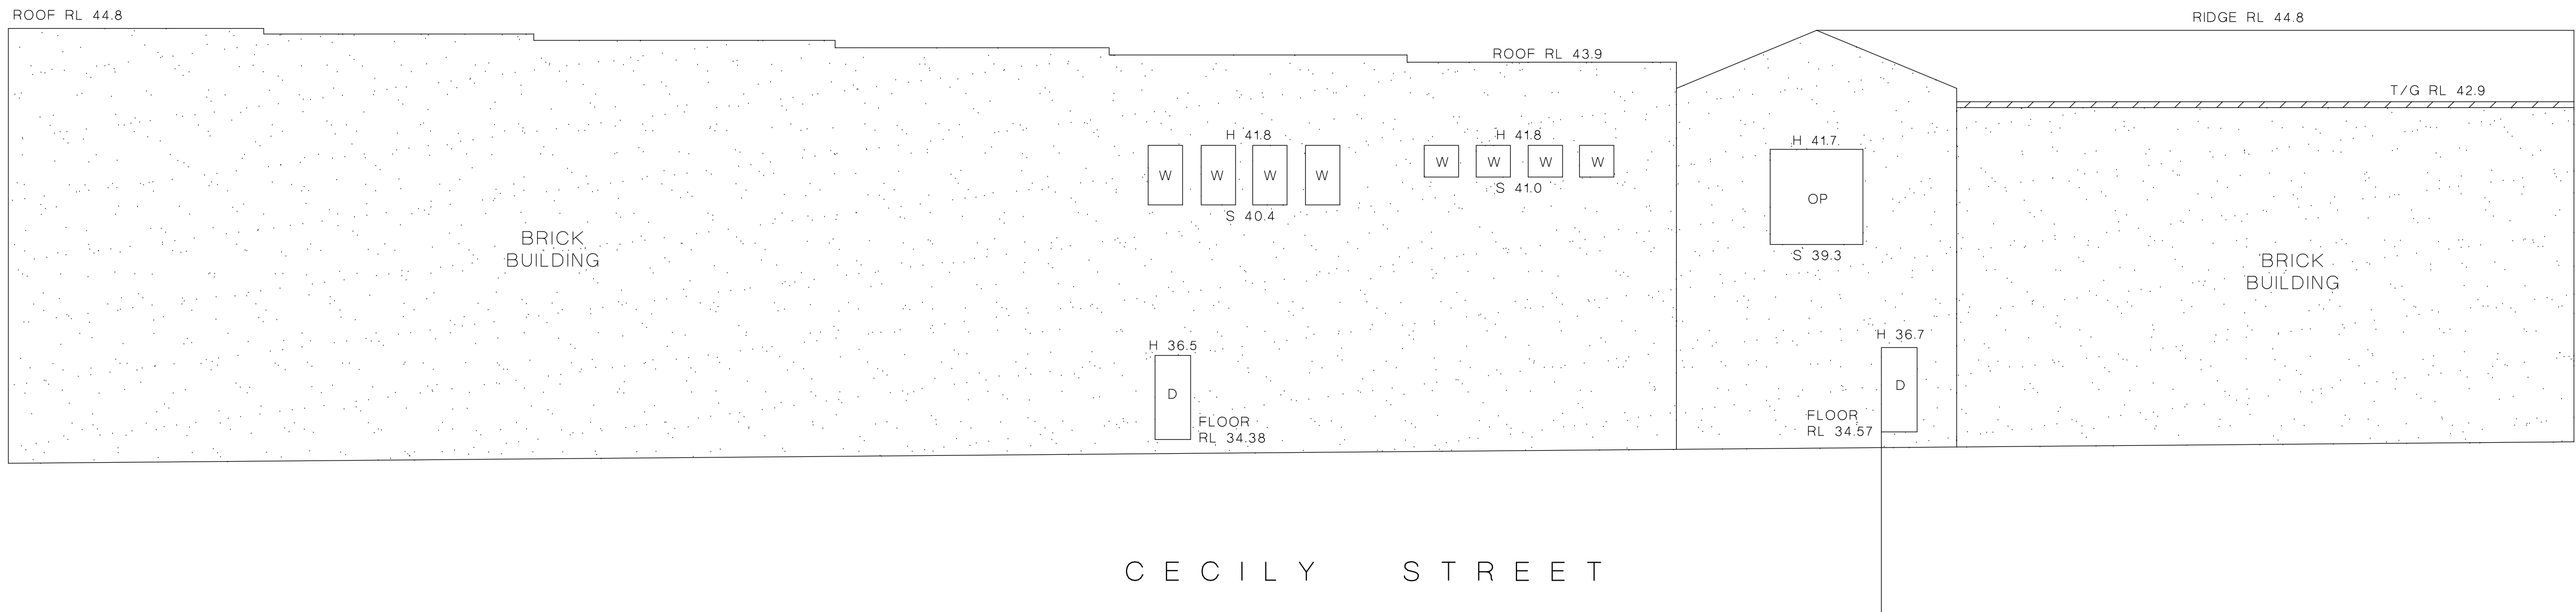 ROOF RL 44.8
RIDGE RL 44.8
ROOF RL 43.9
T/G RL 42.9
H 41.8
H 41.8
H 41.7
W
W
W
W
W
W
W
W
S 41.0
S 40.4
OP
S 39.3
BRICK
BUILDING
BRICK
BUILDING
H 36.5
D
FLOOR
RL 34.38
H 36.7
D
FLOOR
RL 34.57
CECILY STREET